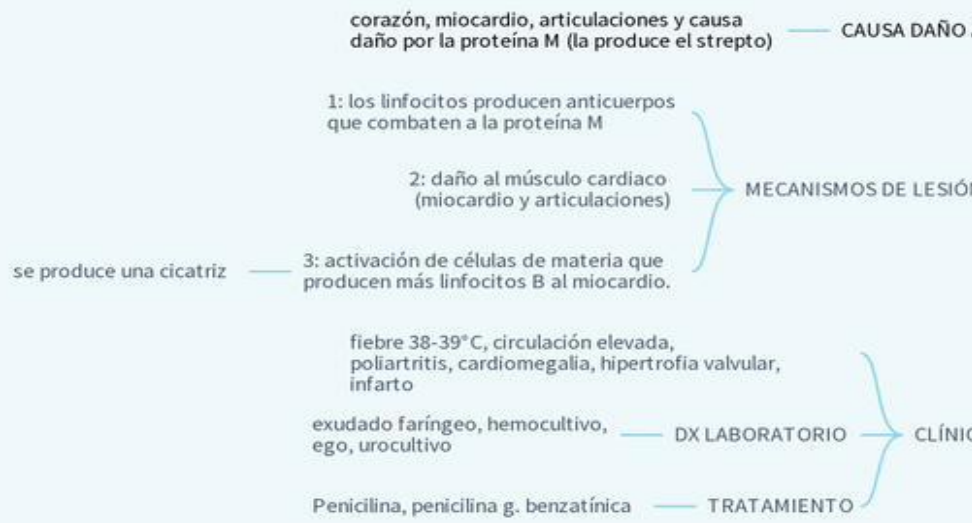 corazón, miocardio, articulaciones y causa
daño por la proteína M (la produce el strepto)
CAUSA DAÑO
1: los linfocitos producen anticuerpos
que combaten a la proteína M
2: daño al músculo cardiaco
(miocardio y articulaciones)
MECANISMOS DE LESIÓN
se produce una cicatriz
3: activación de células de materia que
producen más linfocitos B al miocardio.
fiebre 38-39°C, circulación elevada,
poliartritis, cardiomegalia, hipertrofia valvular,
infarto
exudado faríngeo, hemocultivo,
ego, urocultivo
DX LABORATORIO
CLÍNIC
Penicilina, penicilina g. benzatínica
TRATAMIENTO